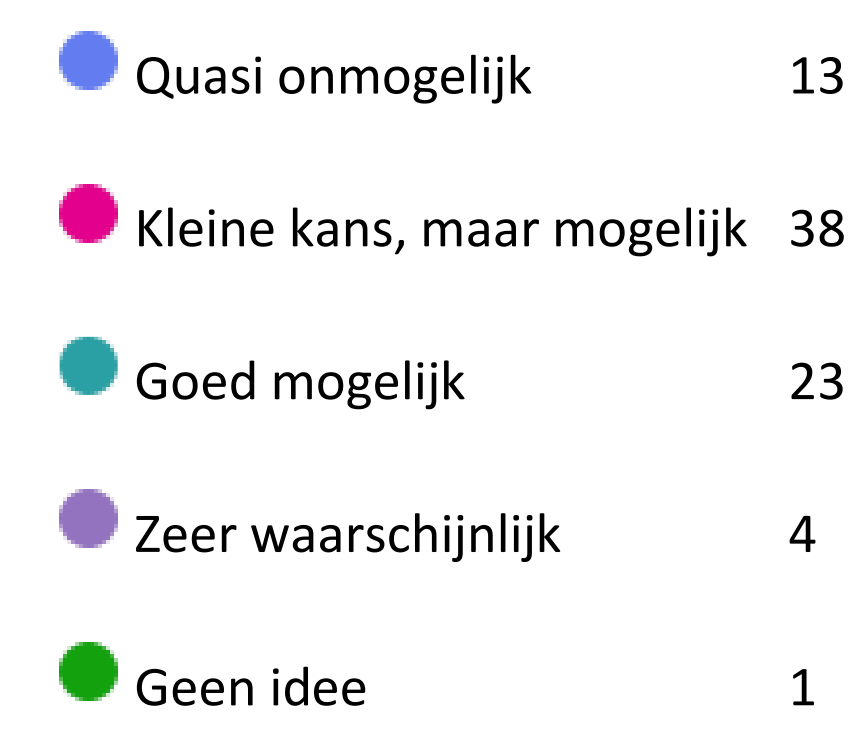 Quasi onmogelijk 13
Kleine kans, maar mogelijk 38
Goed mogelijk 23
Zeer waarschijnlijk 4
Geen idee 1